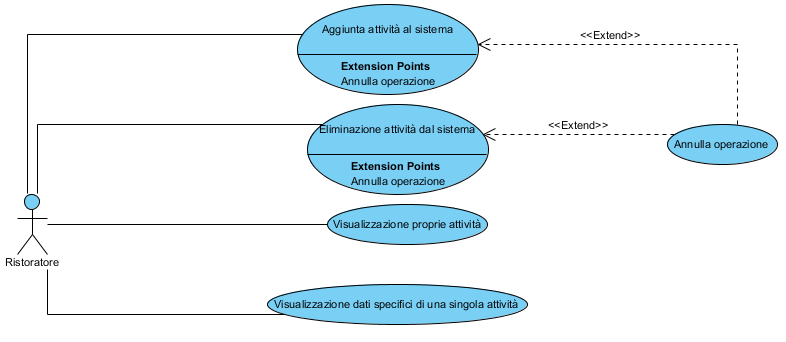 Aggiunta attività al sistema
Extension Points
Annulla operazione
<<Extend>>
Eliminazione attività dal sistema
Extension Points
Annulla operazione
<<Extend>>
Annulla operazione
Visualizzazione proprie attività
Ristoratore
Visualizzazione dati specifici di una singola attività